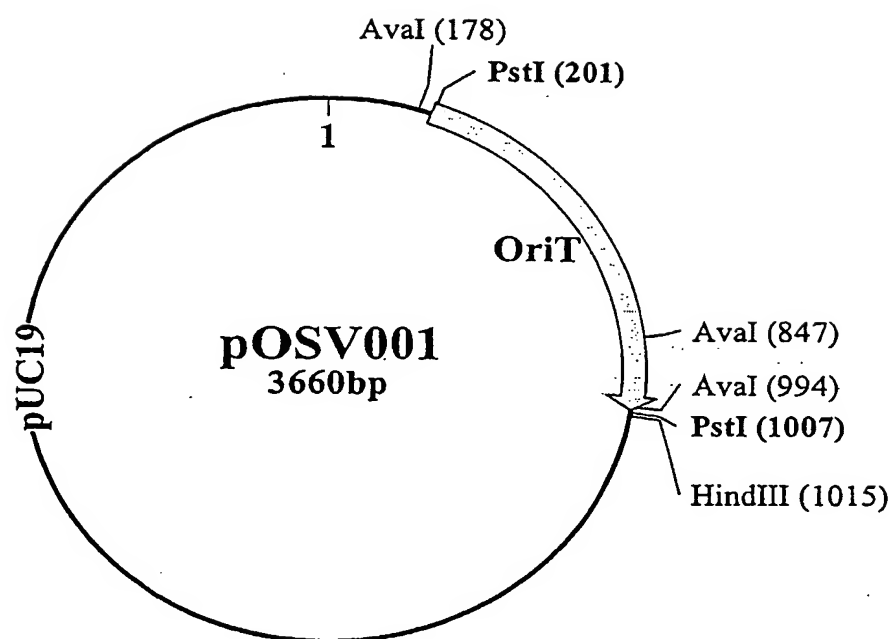 AvaI (178)
PstI (201)
1
OriT
AvaI (847)
pUC19
pOSV001
3660bp
AvaI (994)
PstI (1007)
HindIII (1015)